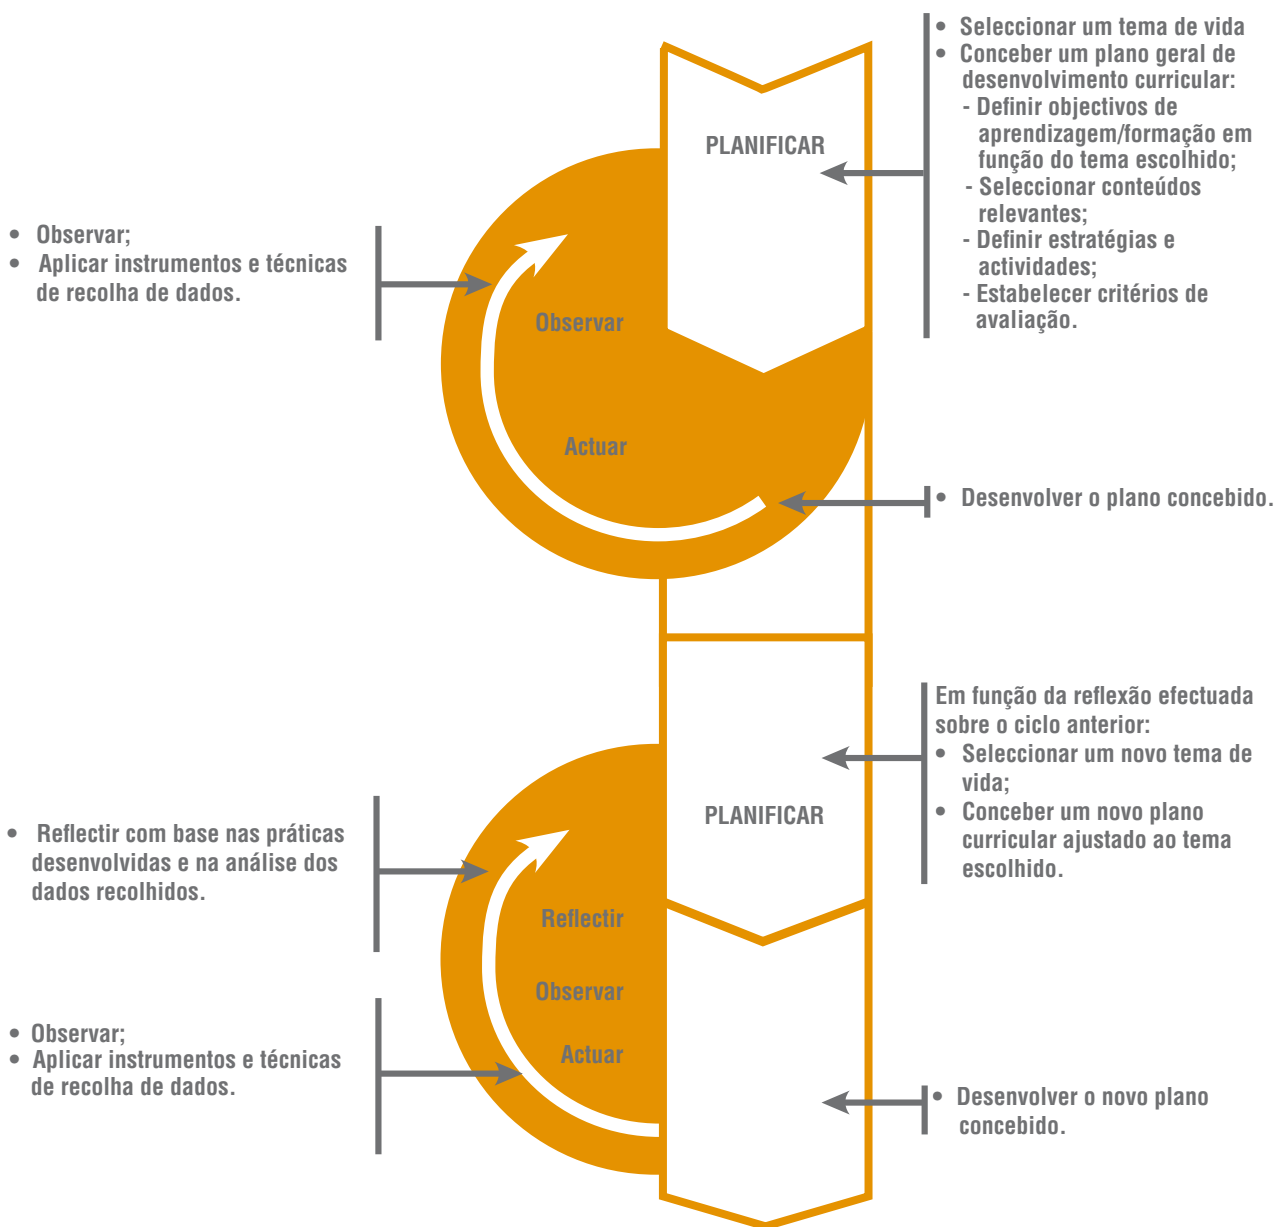 • Seleccionar um tema de vida
• Conceber um plano geral de
desenvolvimento curricular:
- Definir objectivos de
aprendizagem/formação em
função do tema escolhido;
- Seleccionar conteúdos
relevantes;
- Definir estratégias e
actividades;
- Estabelecer critérios de
avaliação.
PLANIFICAR
• Observar;
• Aplicar instrumentos e técnicas
de recolha de dados.
Observar
Actuar
• Desenvolver o plano concebido.
Em função da reflexão efectuada
sobre o ciclo anterior:
• Seleccionar um novo tema de
vida;
• Conceber um novo plano
curricular ajustado ao tema
escolhido.
PLANIFICAR
• Reflectir com base nas práticas
desenvolvidas e na análise dos
dados recolhidos.
Reflectir
Observar
Actuar
• Observar;
• Aplicar instrumentos e técnicas
de recolha de dados.
• Desenvolver o novo plano
concebido.